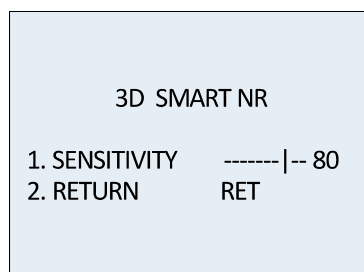 3D SMART NR
1. SENSITIVITY -------|-- 80
2. RETURN RET